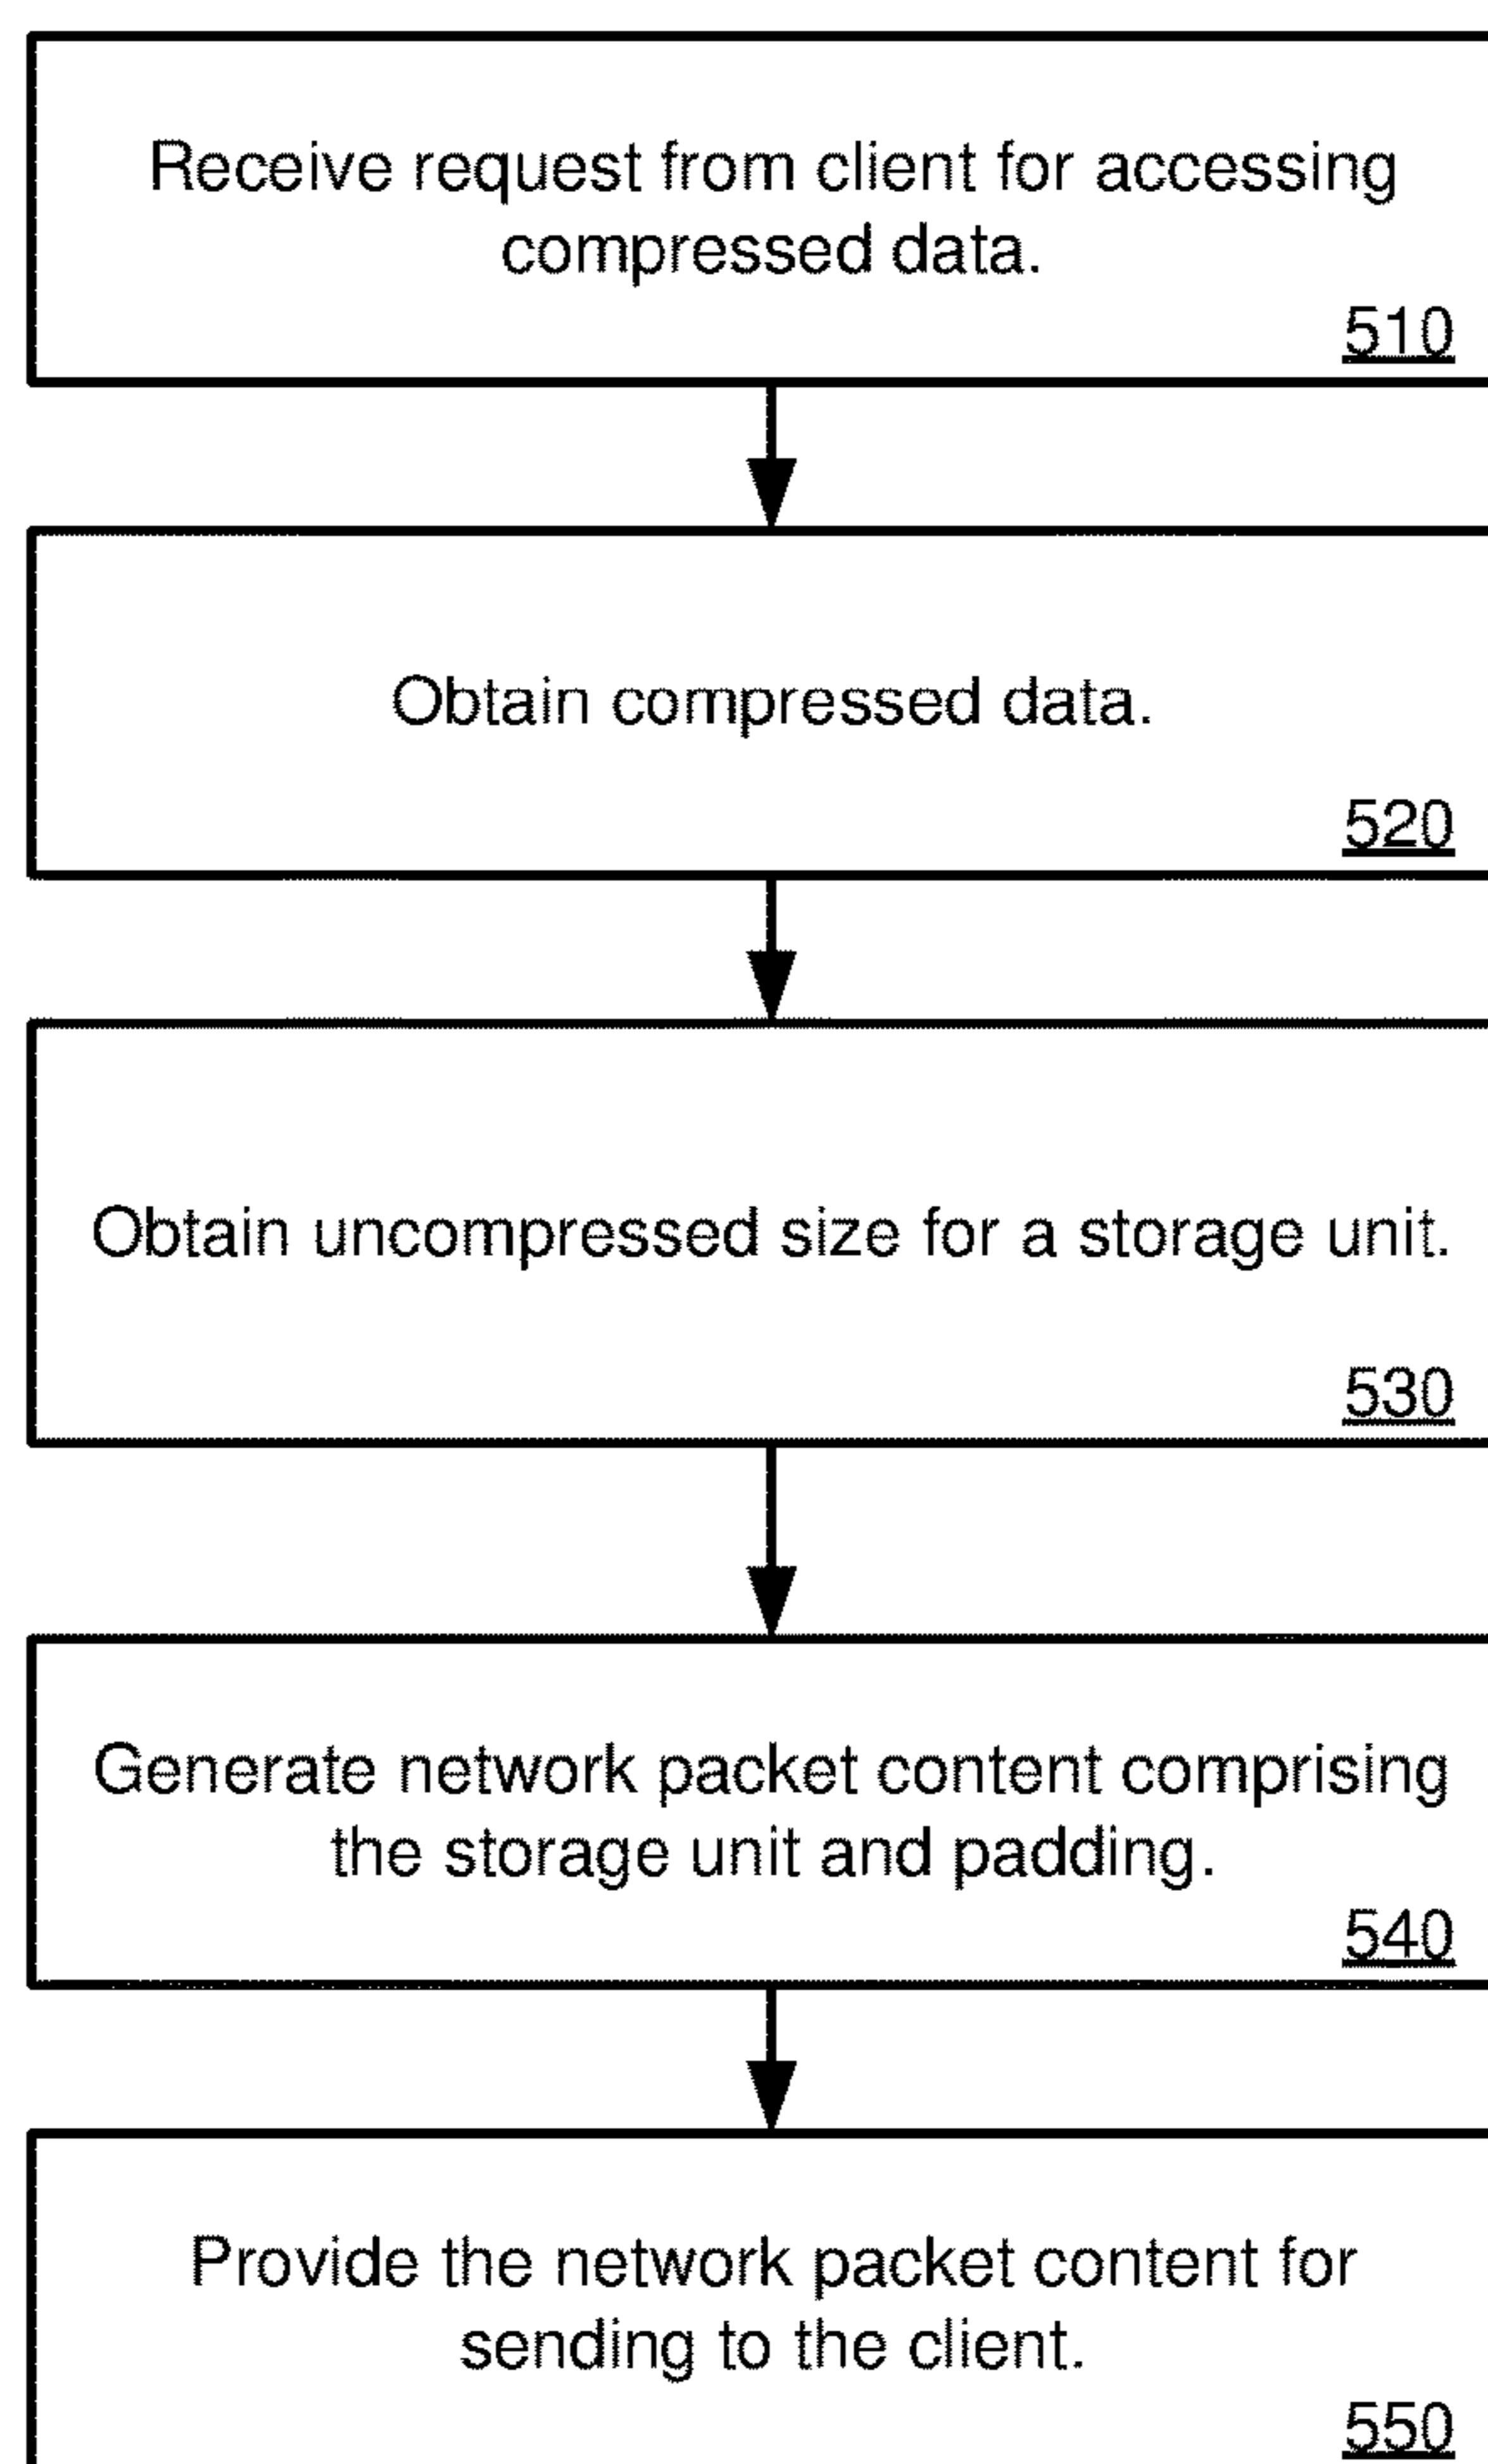 Receive request from client for accessing
compressed data.
510
Obtain compressed data.
520
Obtain uncompressed size for a storage unit.
530
Generate network packet content comprising
the storage unit and padding.
540
Provide the network packet content for
sending to the client.
550